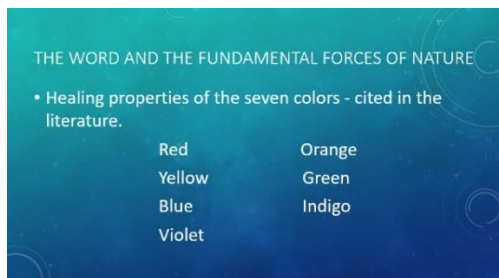 THE WORD AND THE FUNDAMENTAL FORCES OF NATURE
• Healing properties of the seven colors - cited in the
literature.
Red Orange
Yellow Green
Blue Indigo
Violet